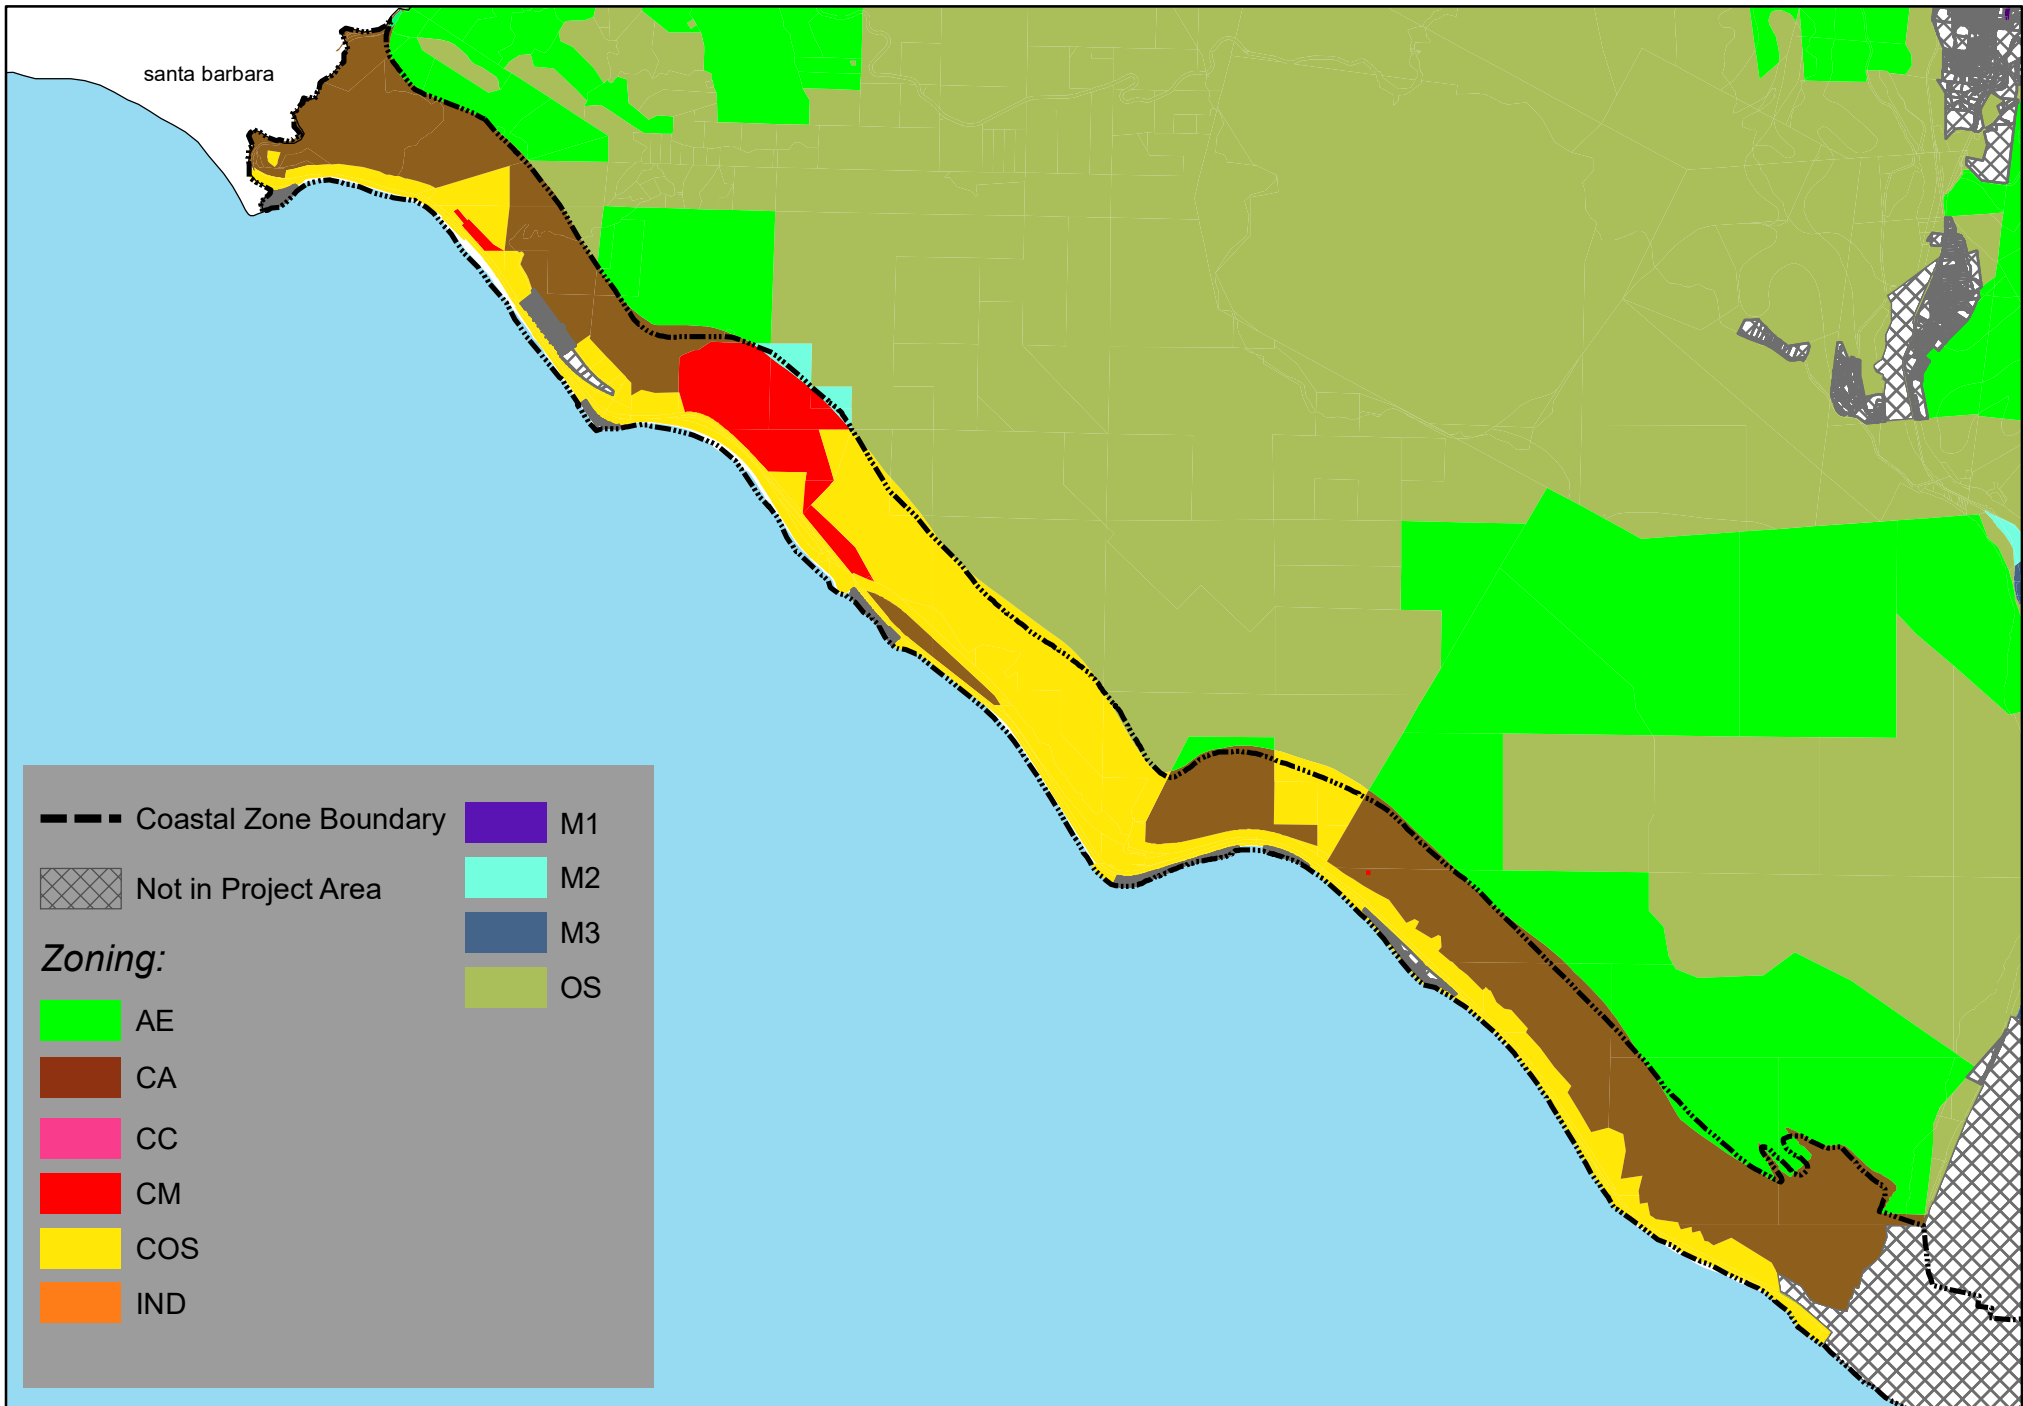 santa barbara
Coastal Zone Boundary
Not in Project Area
Zoning:
AE
CA
CC
CM
COS
IND
M1
M2
M3
OS